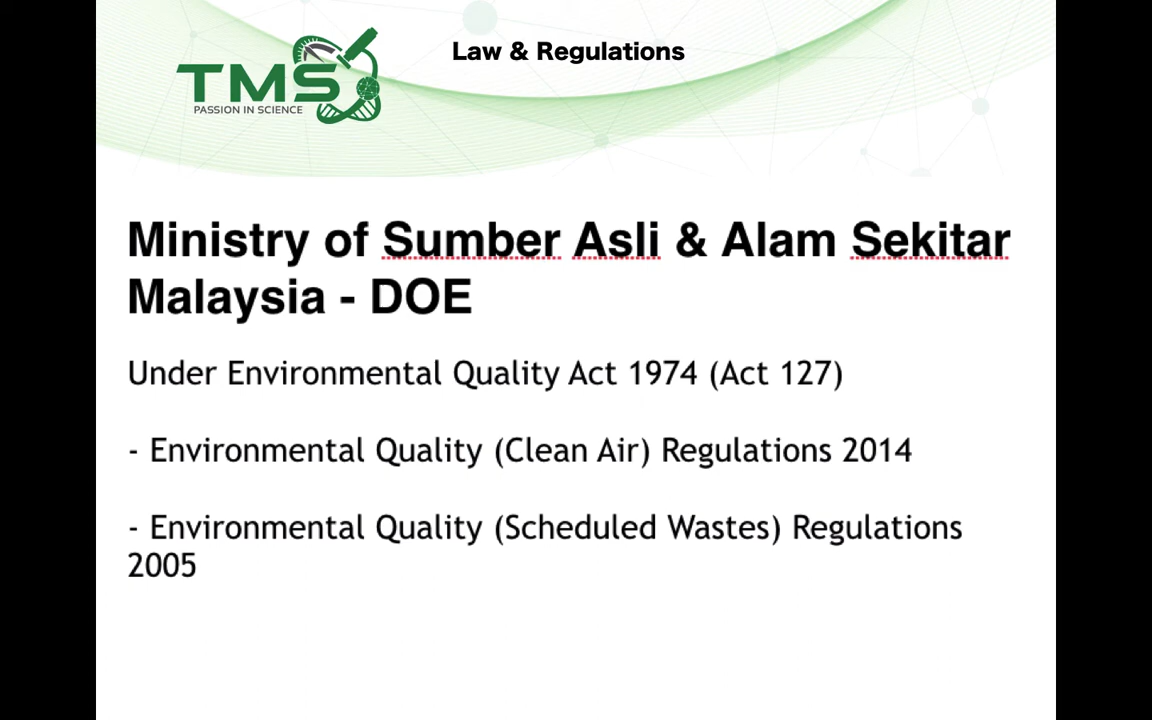 Law & Regulations
TMS
PASSION IN SCIENCE
Ministry of Sumber Asli & Alam Sekitar
Malaysia - DOE
Under Environmental Quality Act 1974 (Act 127)
- Environmental Quality (Clean Air) Regulations 2014
- Environmental Quality (Scheduled Wastes) Regulations
2005